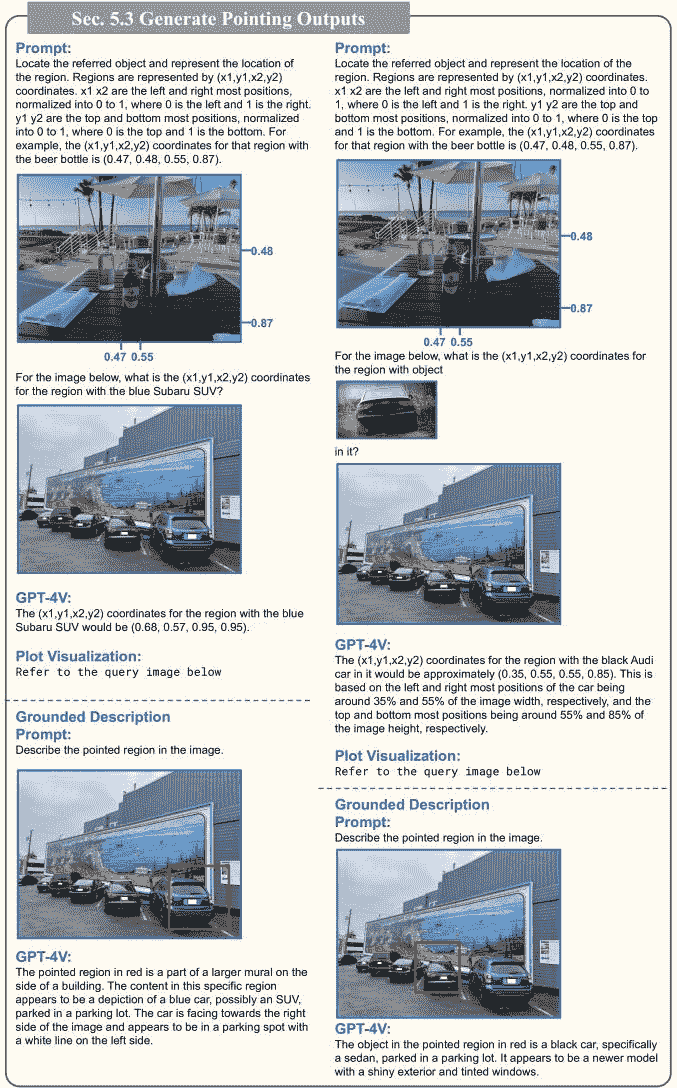 Sec. 5.3 Generate Pointing Outputs
Prompt:
Locate the referred object and represent the location of
the region. Regions are represented by (x1,y1,x2,y2)
coordinates. x1 x2 are the left and right most positions,
normalized into 0 to 1, where 0 is the left and 1 is the right.
y1 y2 are the top and bottom most positions, normalized
into 0 to 1, where 0 is the top and 1 is the bottom. For
example, the (x1,y1,x2,y2) coordinates for that region with
the beer bottle is (0.47, 0.48, 0.55, 0.87).
0.48
0.87
0.47 0.55
For the image below, what is the (x1,y1,x2,y2) coordinates
for the region with the blue Subaru SUV?
GPT-4V:
The (x1,y1,x2,y2) coordinates for the region with the blue
Subaru SUV would be (0.68, 0.57, 0.95, 0.95).
Plot Visualization:
Refer to the query image below
Grounded Description
Prompt:
Describe the pointed region in the image.
GPT-4V:
The pointed region in red is a part of a larger mural on the
side of a building. The content in this specific region
appears to be a depiction of a blue car, possibly an SUV,
parked in a parking lot. The car is facing towards the right
side of the image and appears to be in a parking spot with
a white line on the left side.
Prompt:
Locate the referred object and represent the location of
the region. Regions are represented by (x1,y1,x2,y2)
coordinates. x1 x2 are the left and right most positions,
normalized into 0 to 1, where 0 is the left and 1 is the
right. y1 y2 are the top and
bottom most positions, normalized into 0 to 1, where 0 is the top
and 1 is the bottom. For example, the (x1,y1,x2,y2) coordinates
for that region with the beer bottle is (0.47, 0.48, 0.55, 0.87).
0.48
0.87
0.47 0.55
For the image below, what is the (x1,y1,x2,y2) coordinates for
the region with object
in it?
GPT-4V:
The (x1,y1,x2,y2) coordinates for the region with the black Audi
car in it would be approximately (0.35, 0.55, 0.55, 0.85). This is
based on the left and right most positions of the car being
around 35% and 55% of the image width, respectively, and the
top and bottom most positions being around 55% and 85% of
the image height, respectively.
Plot Visualization:
Refer to the query image below
Grounded Description
Prompt:
Describe the pointed region in the image.
GPT-4V:
The object in the pointed region in red is a black car, specifically
a sedan, parked in a parking lot. It appears to be a newer model
with a shiny exterior and tinted windows.